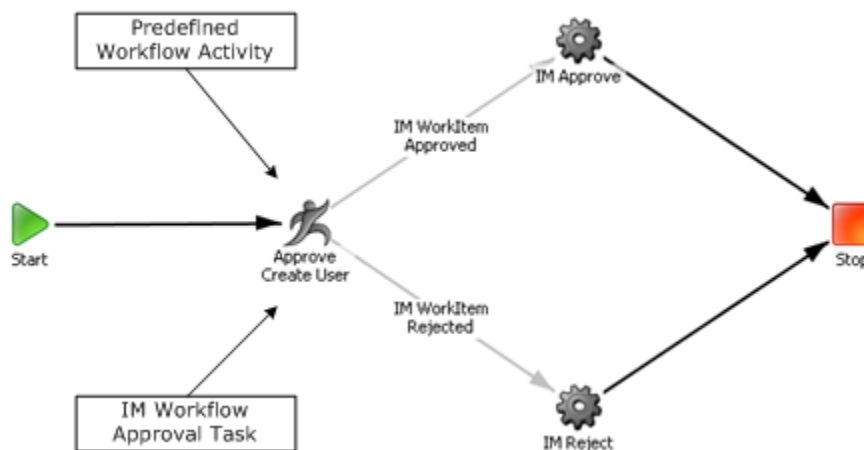 Predefined
Workflow Activity
IM Approve
IM WorkItem
Approved
Start
Approve
Create User
Stop
IM WorkItem
Rejected
IM Workflow
Approval Task
IM Reject